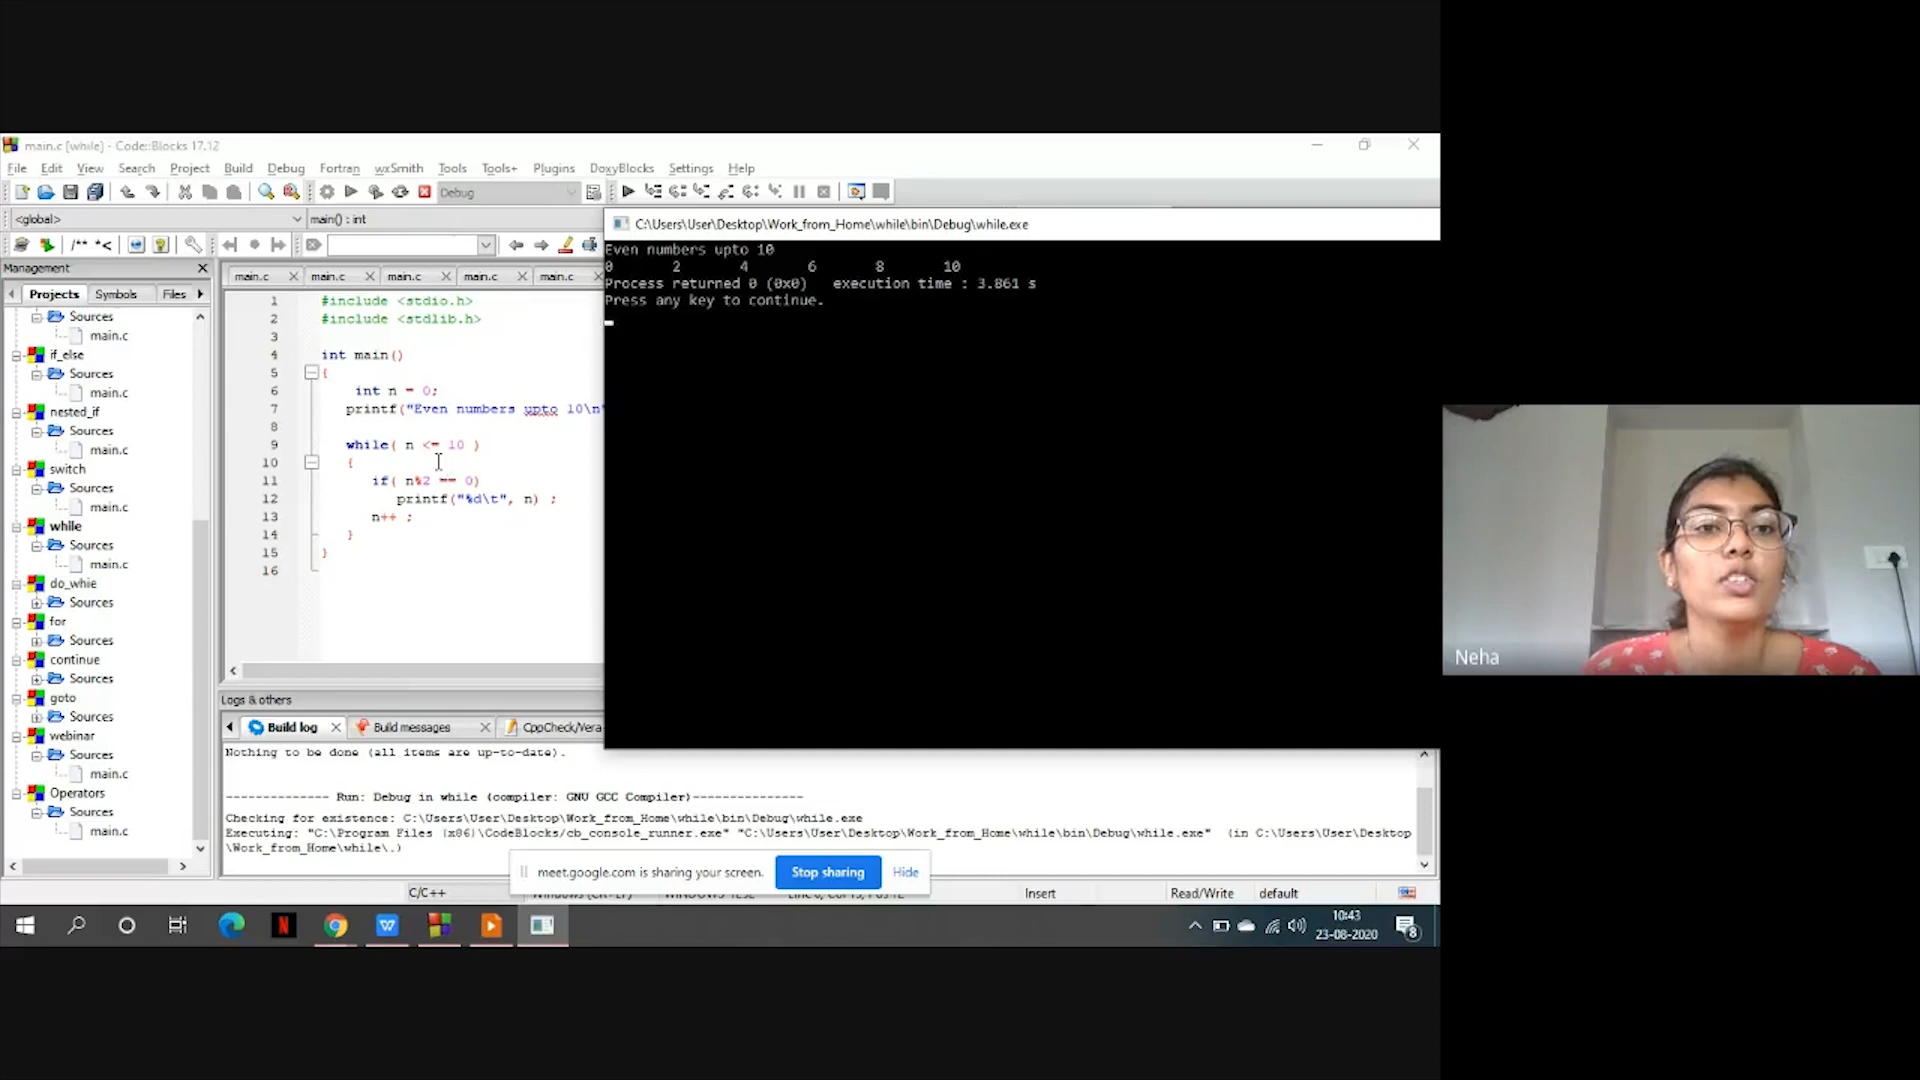 main.c [while] - Code::Blocks 17.12
File Edit View Search Project Build Debug Fortran wxSmith Tools Tools+ Plugins DoxyBlocks Settings Help
Debug
<global> main() : int
/** *<
C:\Users\User\Desktop\Work_from_Home\while\bin\Debug\while.exe
Even numbers upto 10
0 2 4 6 8 10
Process returned 0 (0x0) execution time : 3.861 s
Press any key to continue.
Management
Projects Symbols Files
Sources
main.c
if_else
Sources
main.c
nested_if
Sources
main.c
switch
Sources
main.c
while
Sources
main.c
do_whie
Sources
for
Sources
continue
Sources
goto
Sources
webinar
Sources
main.c
Operators
Sources
main.c
main.c main.c main.c main.c main.c
1 #include <stdio.h>
2 #include <stdlib.h>
3
4 int main()
5 {
6 int n = 0;
7 printf("Even numbers upto 10\n"
8
9 while( n <= 10 )
10 {
11 if( n%2 == 0)
12 printf("%d\t", n) ;
13 n++ ;
14 }
15 }
16
Logs & others
Build log Build messages CppCheck/Vera
Nothing to be done (all items are up-to-date).
------------- Run: Debug in while (compiler: GNU GCC Compiler)---------------
Checking for existence: C:\Users\User\Desktop\Work_from_Home\while\bin\Debug\while.exe
Executing: "C:\Program Files (x86)\CodeBlocks/cb_console_runner.exe" "C:\Users\User\Desktop\Work_from_Home\while\bin\Debug\while.exe" (in C:\Users\User\Desktop
\Work_from_Home\while\.)
meet.google.com is sharing your screen. Stop sharing Hide
C/C++ Insert Read/Write default
10:43
23-08-2020
8
Neha